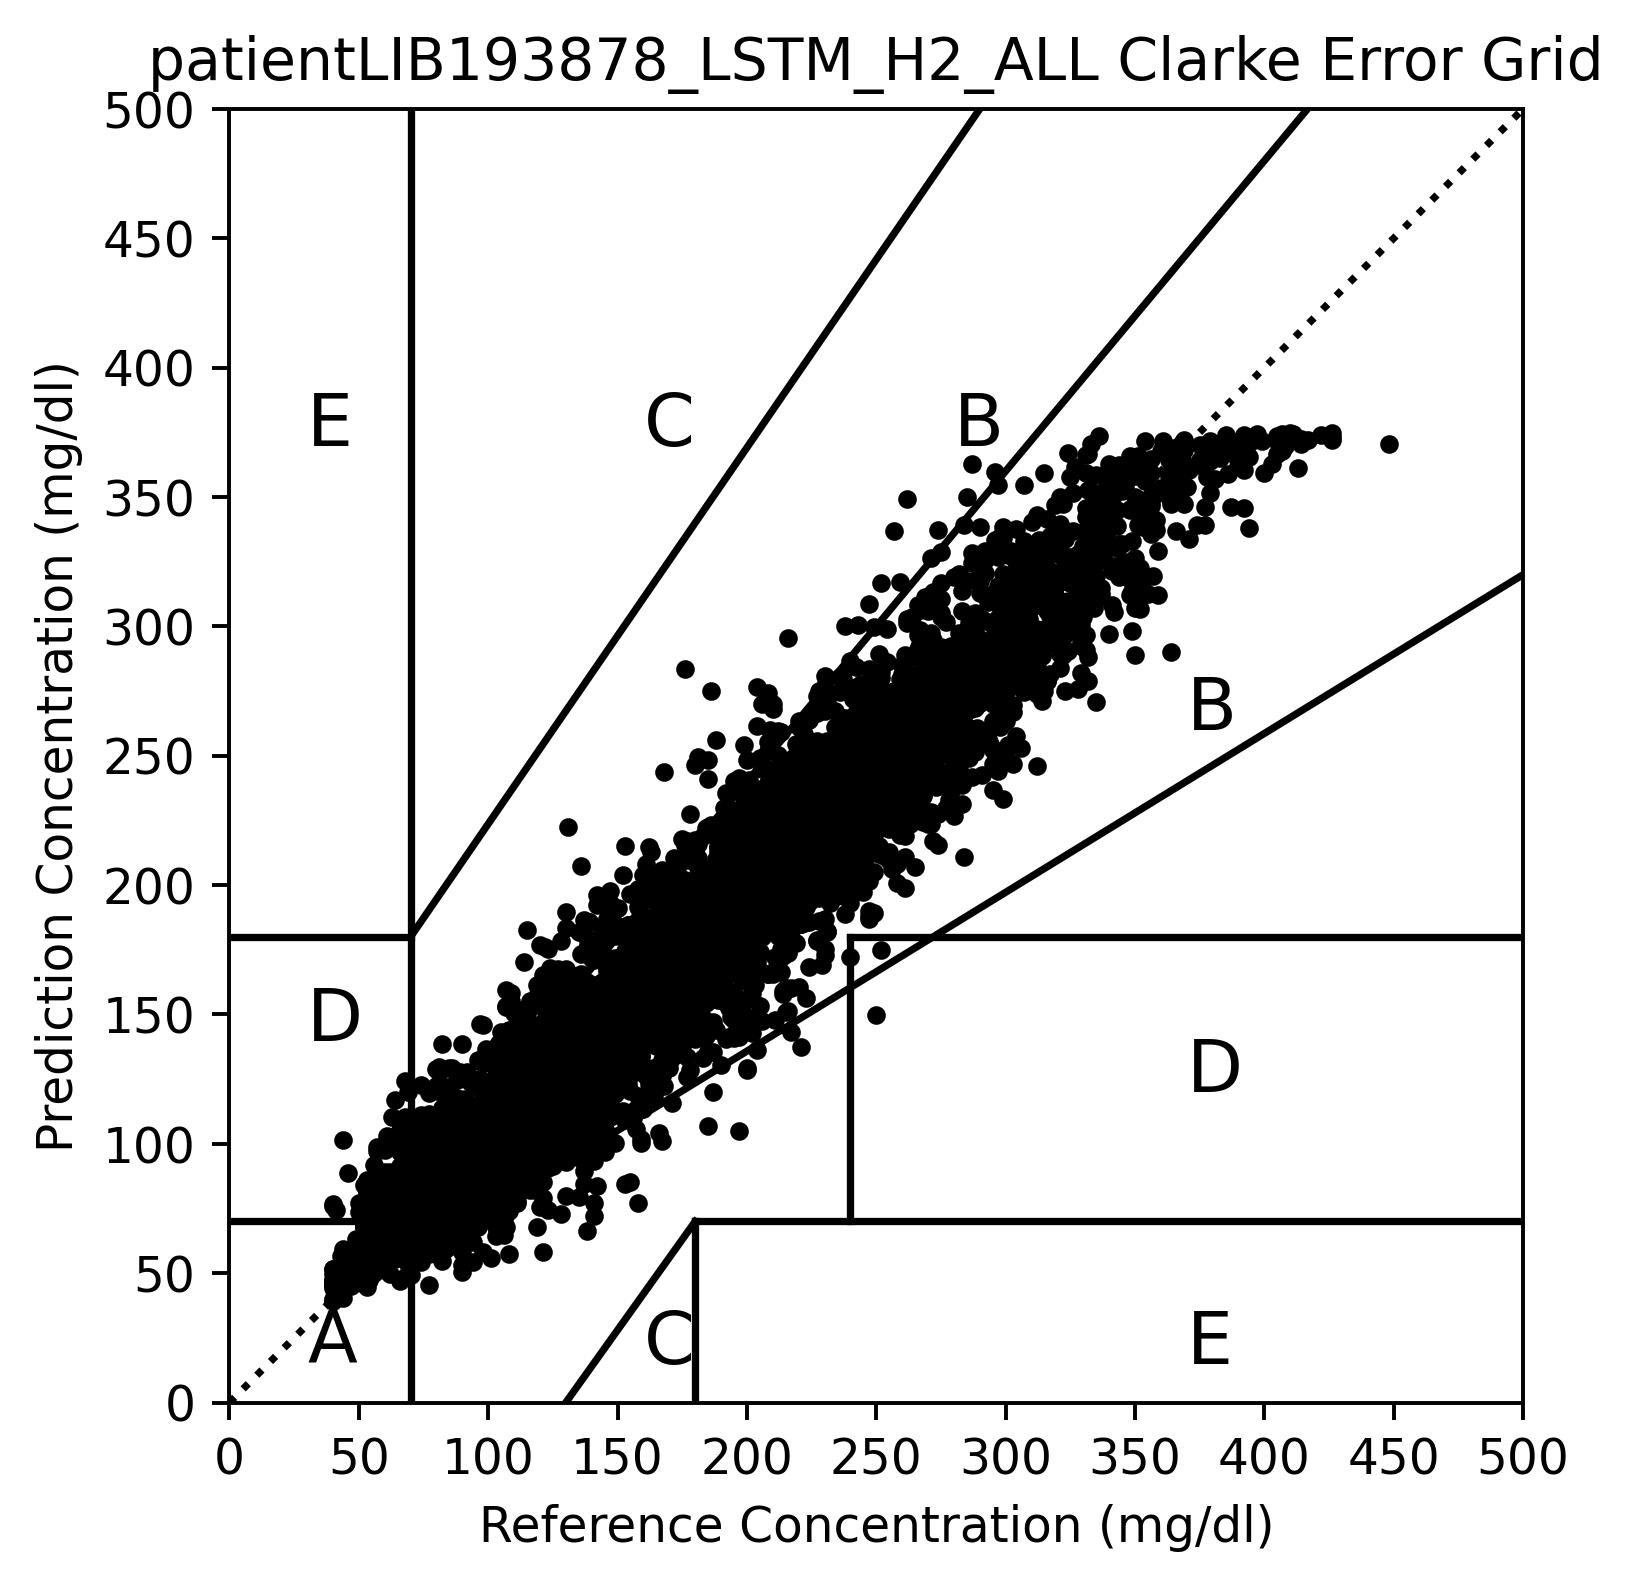 patientLIB193878_LSTM_H2_ALL Clarke Error Grid
Prediction Concentration (mg/dl)
500
450
400
350
300
250
200
150
100
50
0
E
C
B
B
D
D
A
C
E
0 50 100 150 200 250 300 350 400 450 500
Reference Concentration (mg/dl)